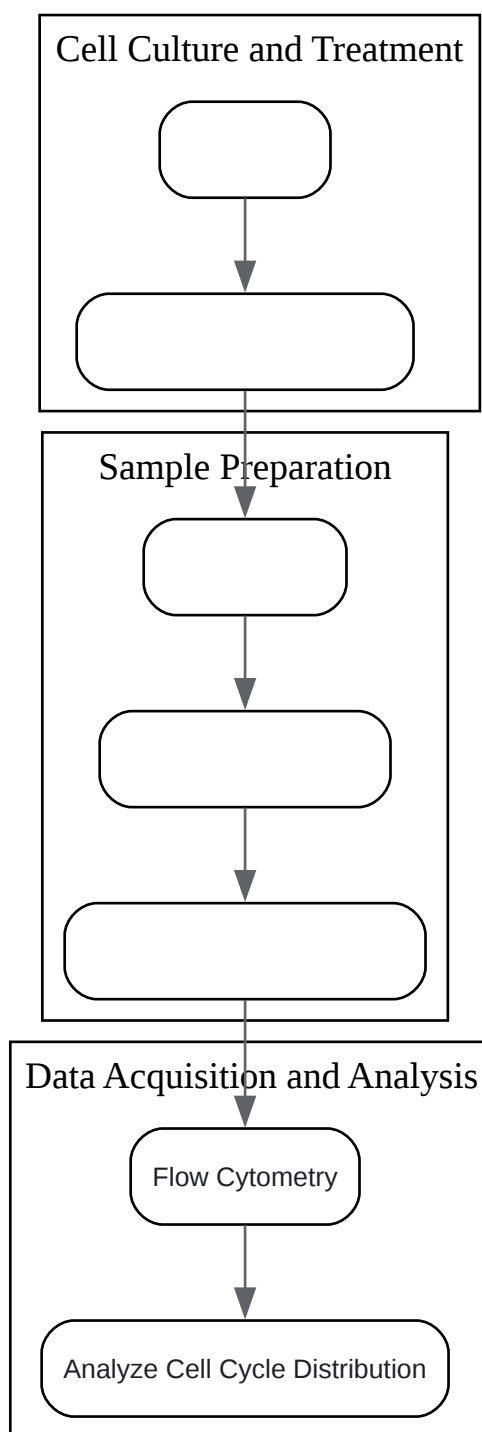 Cell Culture and Treatment
Sample Preparation
Data Acquisition and Analysis
Flow Cytometry
Analyze Cell Cycle Distribution